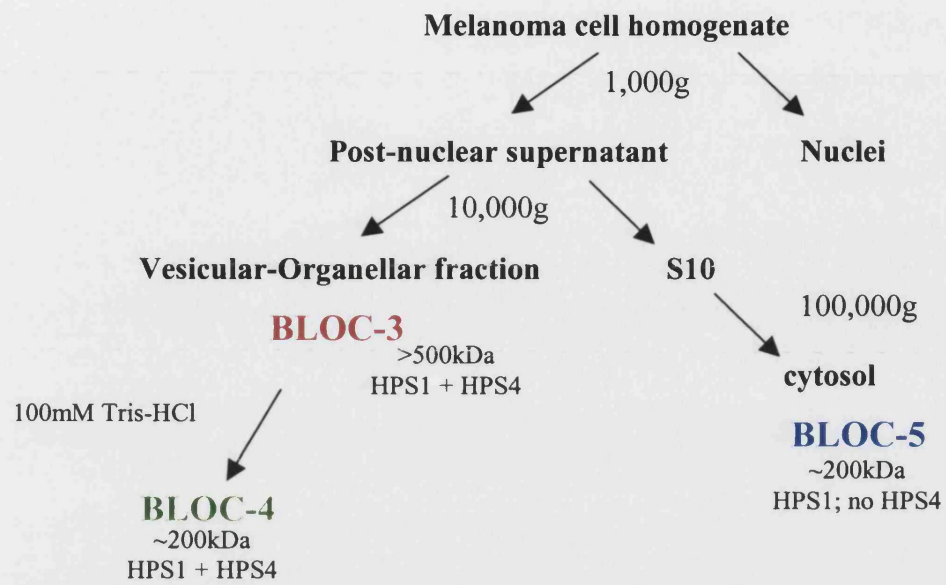 Melanoma cell homogenate
1,000g
Post-nuclear supernatant
Nuclei
10,000g
Vesicular-Organellar fraction
S10
100,000g
BLOC-3
>500kDa
HPS1 + HPS4
cytosol
100mM Tris-HCl
BLOC-5
~200kDa
HPS1; no HPS4
BLOC-4
~200kDa
HPS1 + HPS4